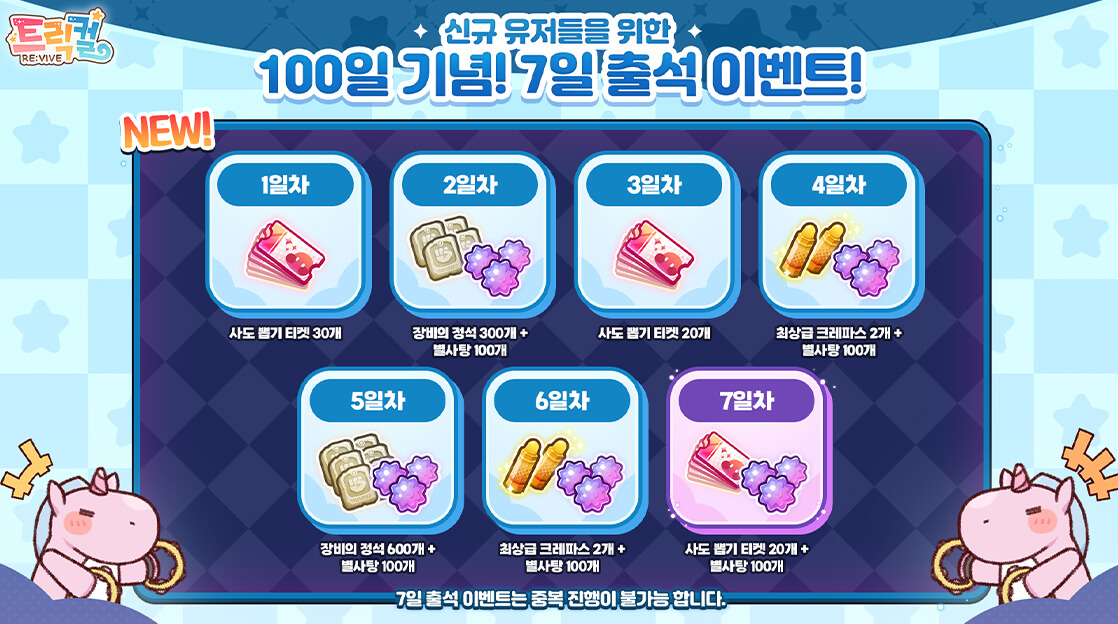 트릭컬
RE:VIVE
신규 유저들을 위한
100일 기념! 7일 출석 이벤트!
NEW!
1일차
사도 뽑기 티켓 30개
2일차
장비의 정석 300개 +
별사탕 100개
3일차
사도 뽑기 티켓 20개
4일차
최상급 크레파스 2개 +
별사탕 100개
5일차
장비의 정석 600개 +
별사탕 100개
6일차
최상급 크레파스 2개 +
별사탕 100개
7일차
사도 뽑기 티켓 20개 +
별사탕 100개
7일 출석 이벤트는 중복 진행이 불가능 합니다.